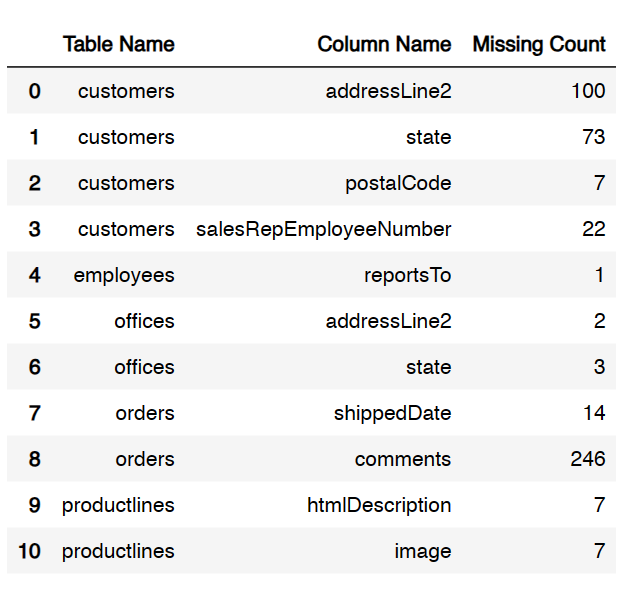 Table Name Column Name Missing Count
0 customers addressLine2 100
1 customers state 73
2 customers postalCode 7
3 customers salesRepEmployeeNumber 22
4 employees reportsTo 1
5 offices addressLine2 2
6 offices state 3
7 orders shippedDate 14
8 orders comments 246
9 productlines htmlDescription 7
10 productlines image 7